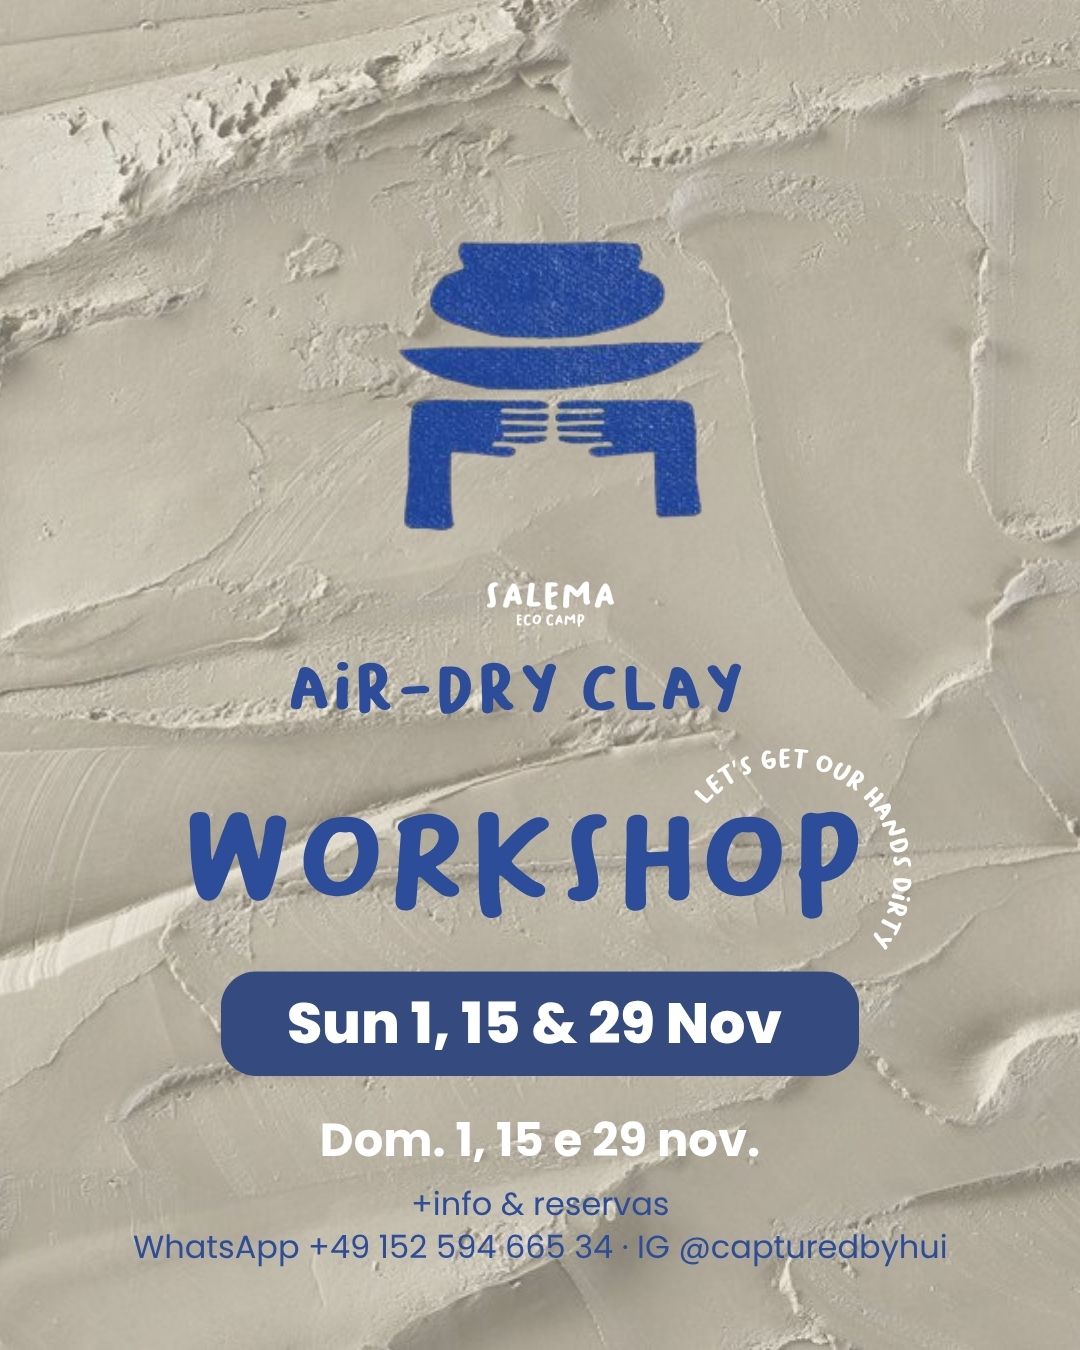 SALEMA
ECO CAMP
AiR-DRY CLAY
LET'S GET OUR HANDS DiRTY
WORKSHOP
Sun 1, 15 & 29 Nov
Dom. 1, 15 e 29 nov.
+info & reservas
WhatsApp +49 152 594 665 34 · IG @capturedbyhui